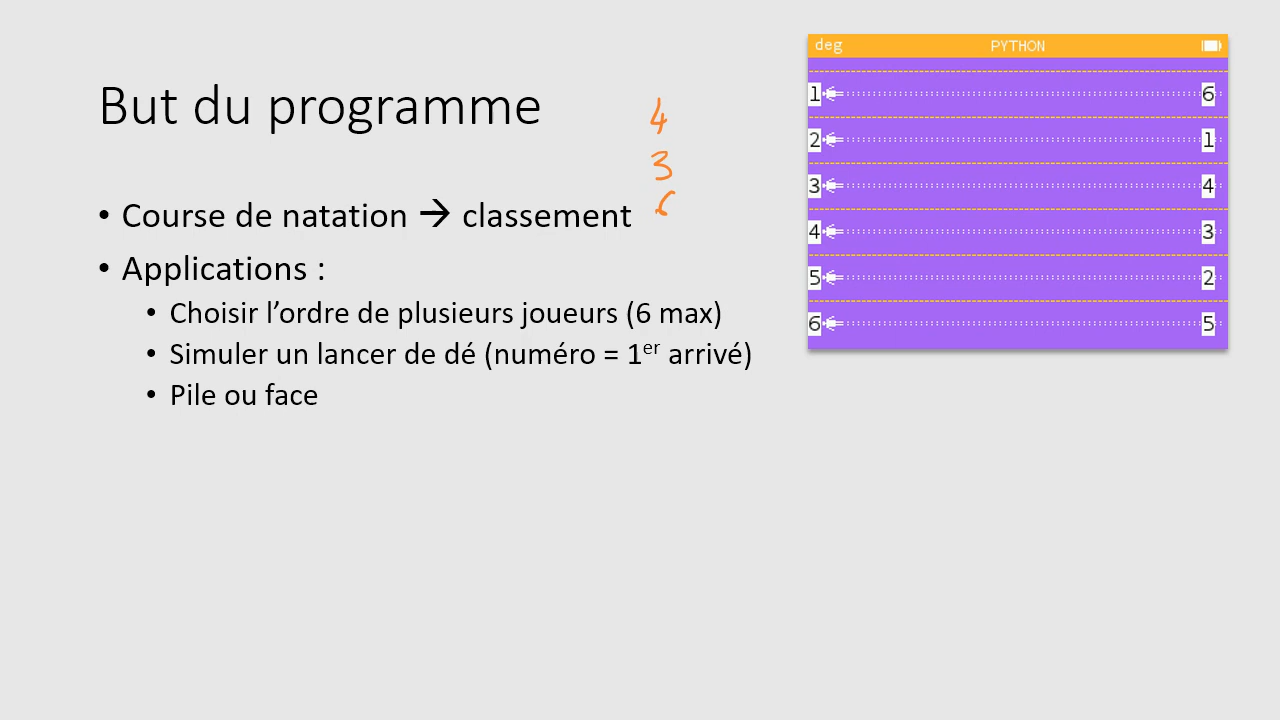 But du programme
4
3
• Course de natation → classement
• Applications :
• Choisir l’ordre de plusieurs joueurs (6 max)
• Simuler un lancer de dé (numéro = 1er arrivé)
• Pile ou face
deg PYTHON
1 6
2 1
3 4
4 3
5 2
6 5